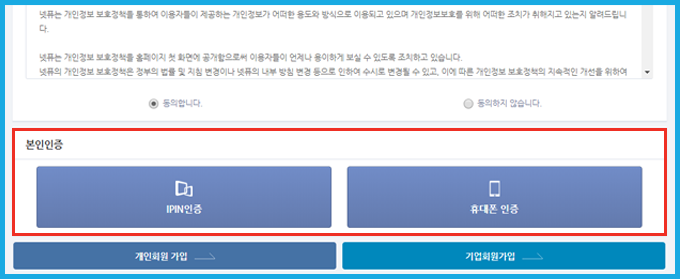 넷퓨는 개인정보 보호정책을 통하여 이용자들이 제공하는 개인정보가 어떠한 용도와 방식으로 이용되고 있으며 개인정보보호를 위해 어떠한 조치가 취해지고 있는지 알려드립니
다.
넷퓨는 개인정보 보호정책을 홈페이지 첫 화면에 공개함으로써 이용자들이 언제나 용이하게 보실 수 있도록 조치하고 있습니다.
넷퓨의 개인정보 보호정책은 정부의 법률 및 지침 변경이나 넷퓨의 내부 방침 변경 등으로 인하여 수시로 변경될 수 있고, 이에 따른 개인정보 보호정책의 지속적인 개선을 위하여
동의합니다. 동의하지 않습니다.
본인인증
IPIN인증 휴대폰 인증
개인회원 가입 기업회원가입